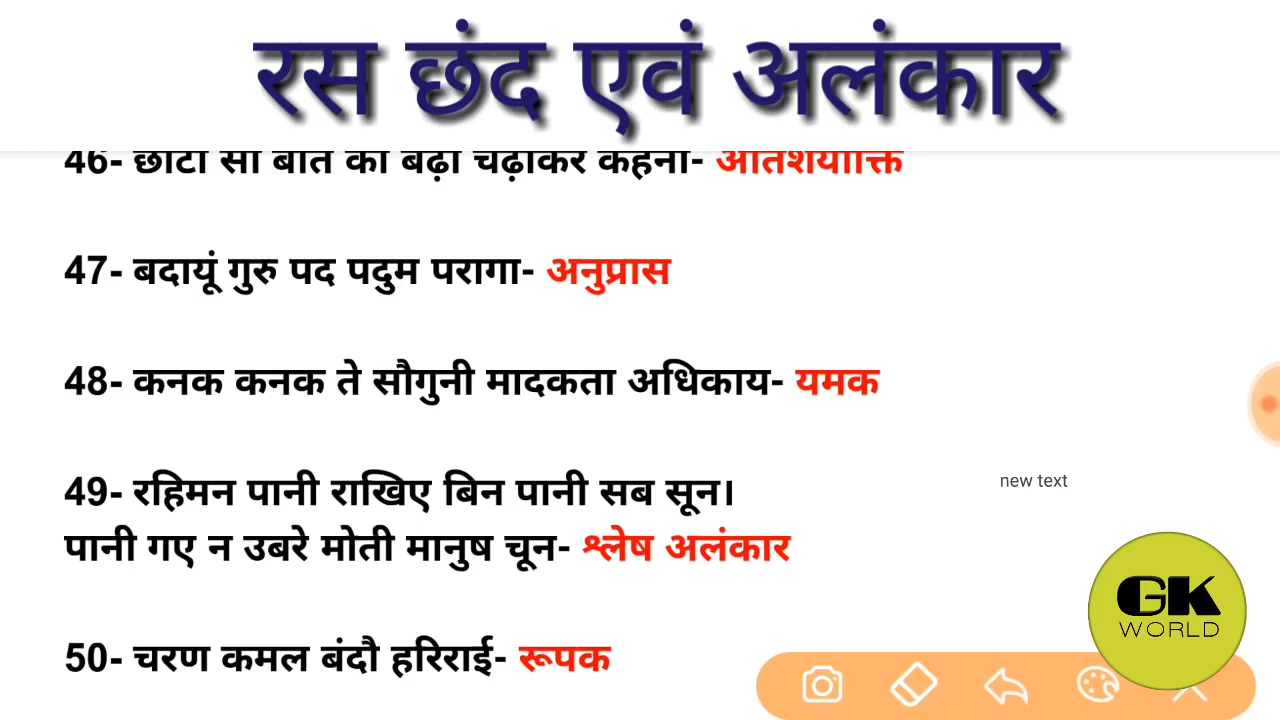 रस छंद एवं अलंकार
46- छोटी सी बात को बढ़ा चढ़ाकर कहना- अतिशयोक्ति
47- बदायूं गुरु पद पदुम परागा- अनुप्रास
48- कनक कनक ते सौगुनी मादकता अधिकाय- यमक
49- रहिमन पानी राखिए बिन पानी सब सून।
पानी गए न उबरे मोती मानुष चून- श्लेष अलंकार
new text
50- चरण कमल बंदौ हरिराई- रूपक
GK
WORLD